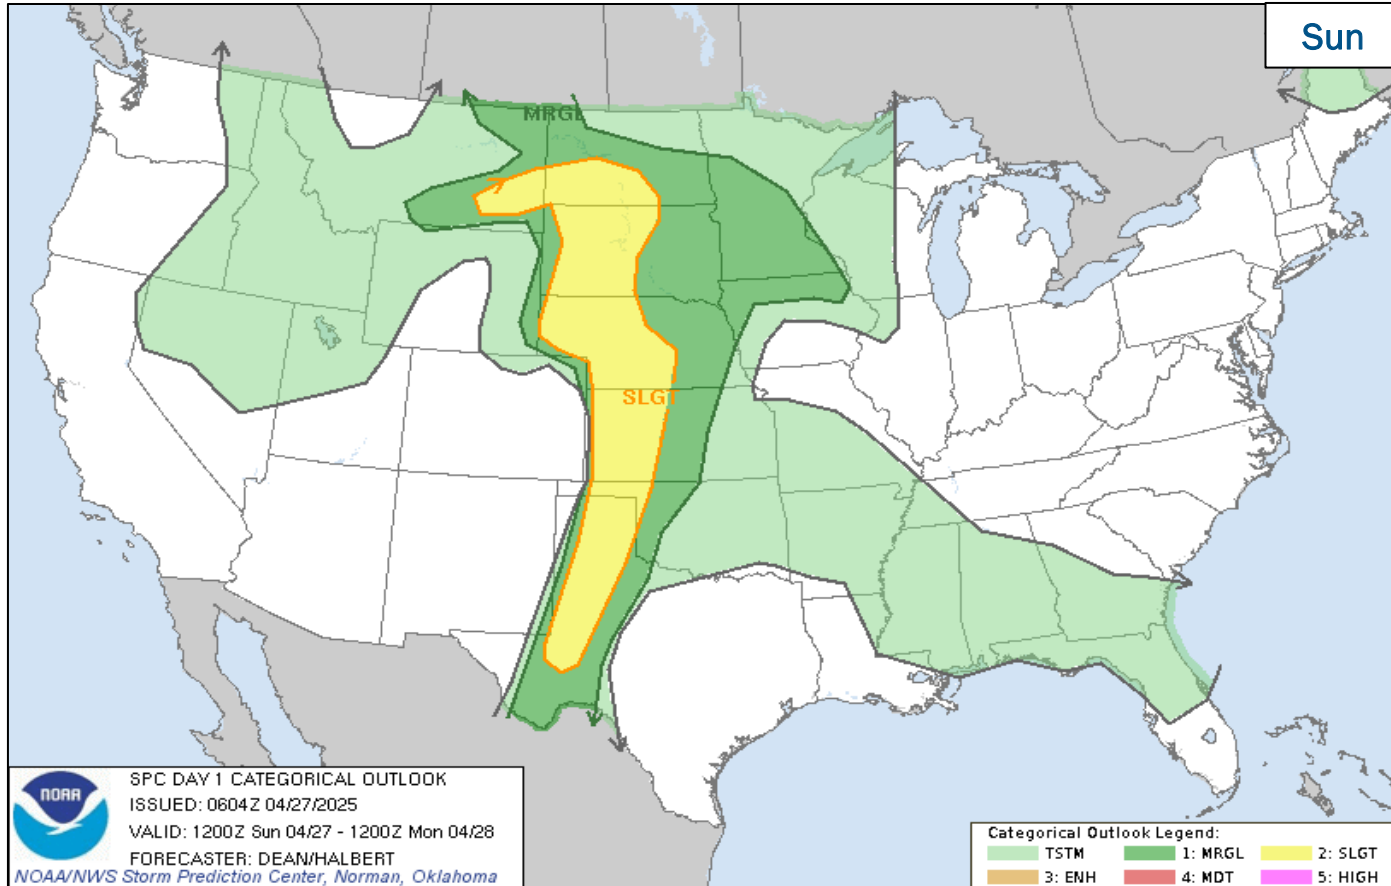 Sun
MRGL
SLGT
SPC DAY 1 CATEGORICAL OUTLOOK
ISSUED: 0604Z 04/27/2025
VALID: 1200Z Sun 04/27 - 1200Z Mon 04/28
FORECASTER: DEAN/HALBERT
NOAA/NWS Storm Prediction Center, Norman, Oklahoma
NOAA
Categorical Outlook Legend:
TSTM 1: MRGL 2: SLGT
3: ENH 4: MDT 5: HIGH